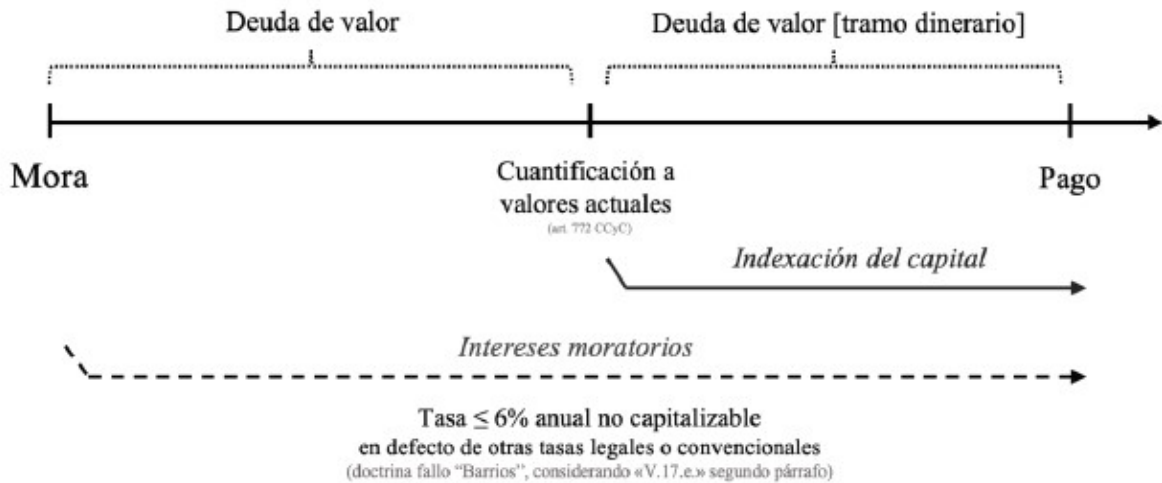 Deuda de valor
Deuda de valor [tramo dinerario]
Mora
Cuantificación a
valores actuales
(art. 772 CCyC)
Pago
Indexación del capital
Intereses moratorios
Tasa ≤ 6% anual no capitalizable
en defecto de otras tasas legales o convencionales
(doctrina fallo “Barrios”, considerando «V.17.e.» segundo párrafo)